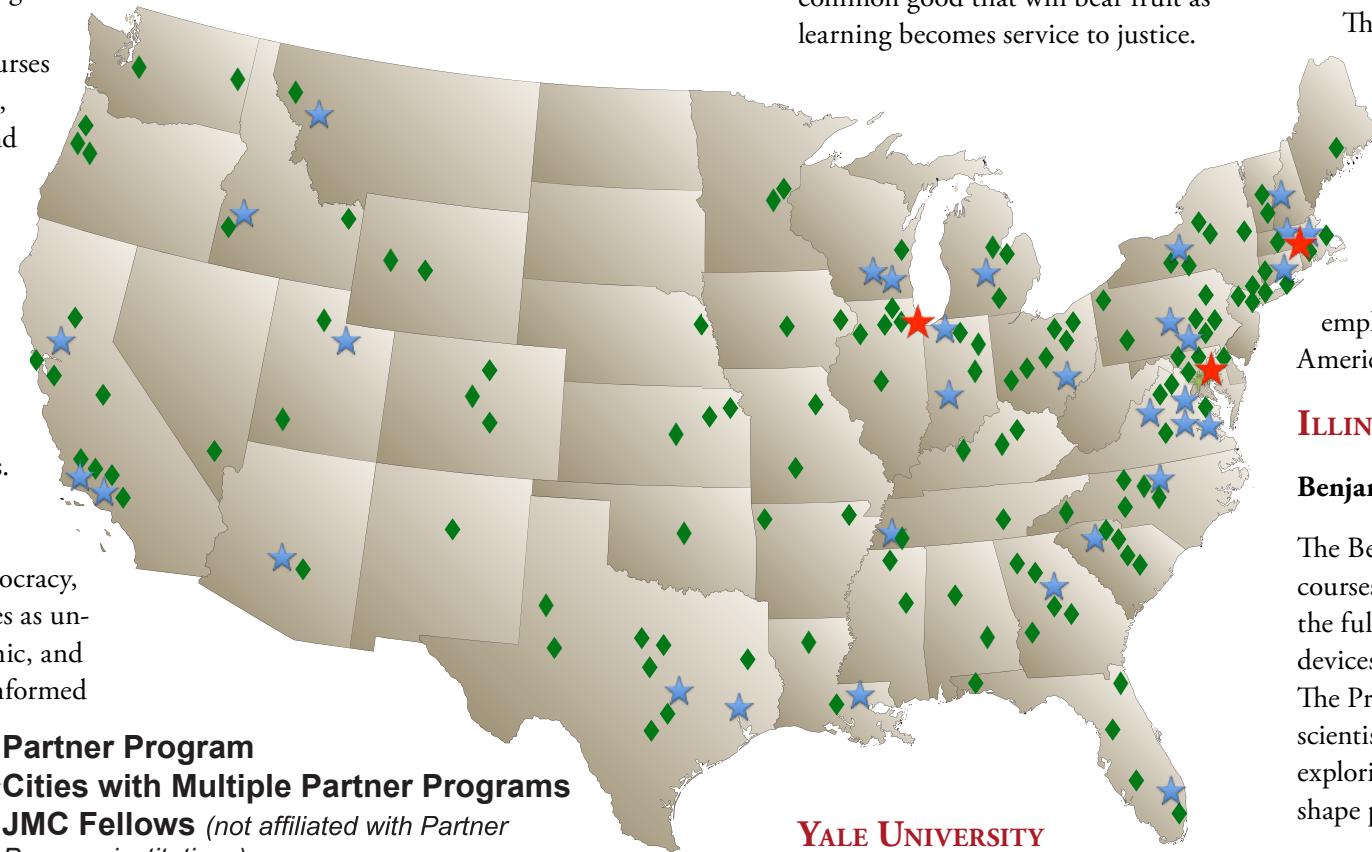 common good that will bear fruit as
learning becomes service to justice.
Th
urses
,
nd
s.
ocracy,
es as un-
nic, and
nformed
Partner Program
Cities with Multiple Partner Programs
JMC Fellows (not affiliated with Partner
YALE UNIVERSITY
emp
Americ
ILLIN
Benjar
The Be
courses
the ful
devices
The Pr
scientis
explori
shape p